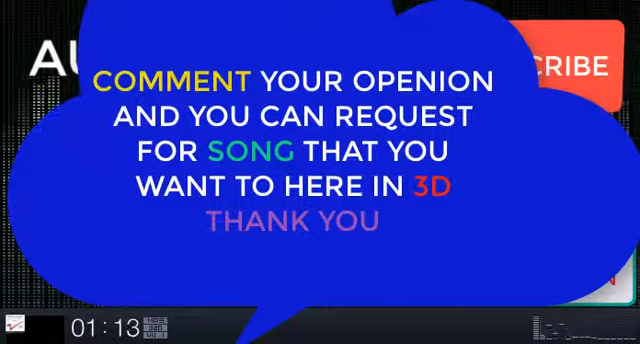 AU
CRIBE
COMMENT YOUR OPENION
AND YOU CAN REQUEST
FOR SONG THAT YOU
WANT TO HERE IN 3D
THANK YOU
N
01:13